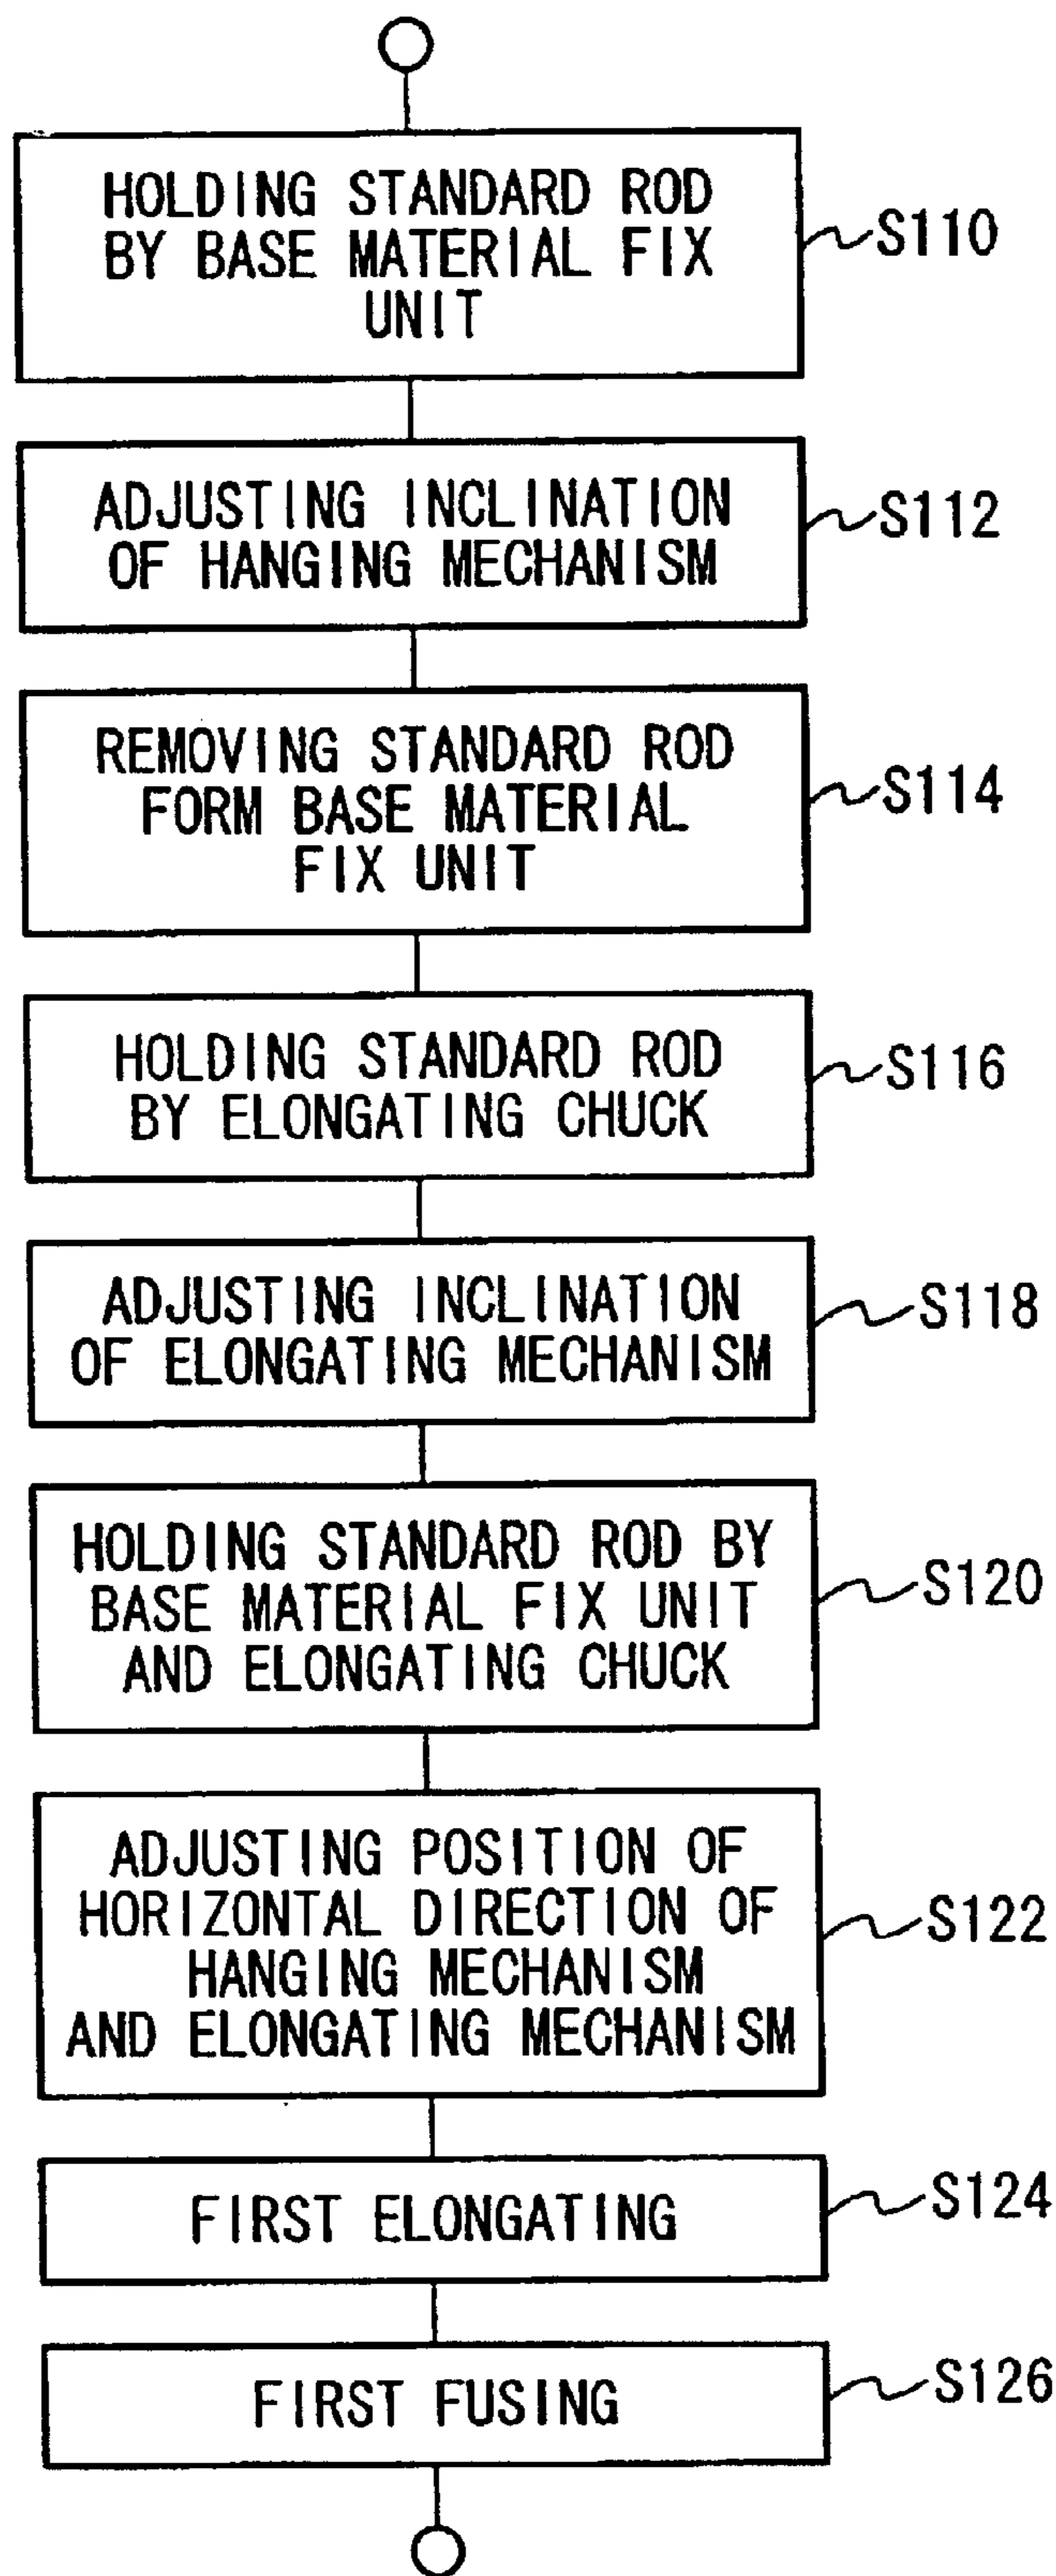 HOLDING STANDARD ROD
BY BASE MATERIAL FIX
UNIT
S110
ADJUSTING INCLINATION
OF HANGING MECHANISM
S112
REMOVING STANDARD ROD
FORM BASE MATERIAL
FIX UNIT
S114
HOLDING STANDARD ROD
BY ELONGATING CHUCK
S116
ADJUSTING INCLINATION
OF ELONGATING MECHANISM
S118
HOLDING STANDARD ROD BY
BASE MATERIAL FIX UNIT
AND ELONGATING CHUCK
S120
ADJUSTING POSITION OF
HORIZONTAL DIRECTION OF
HANGING MECHANISM
AND ELONGATING MECHANISM
S122
FIRST ELONGATING
S124
FIRST FUSING
S126